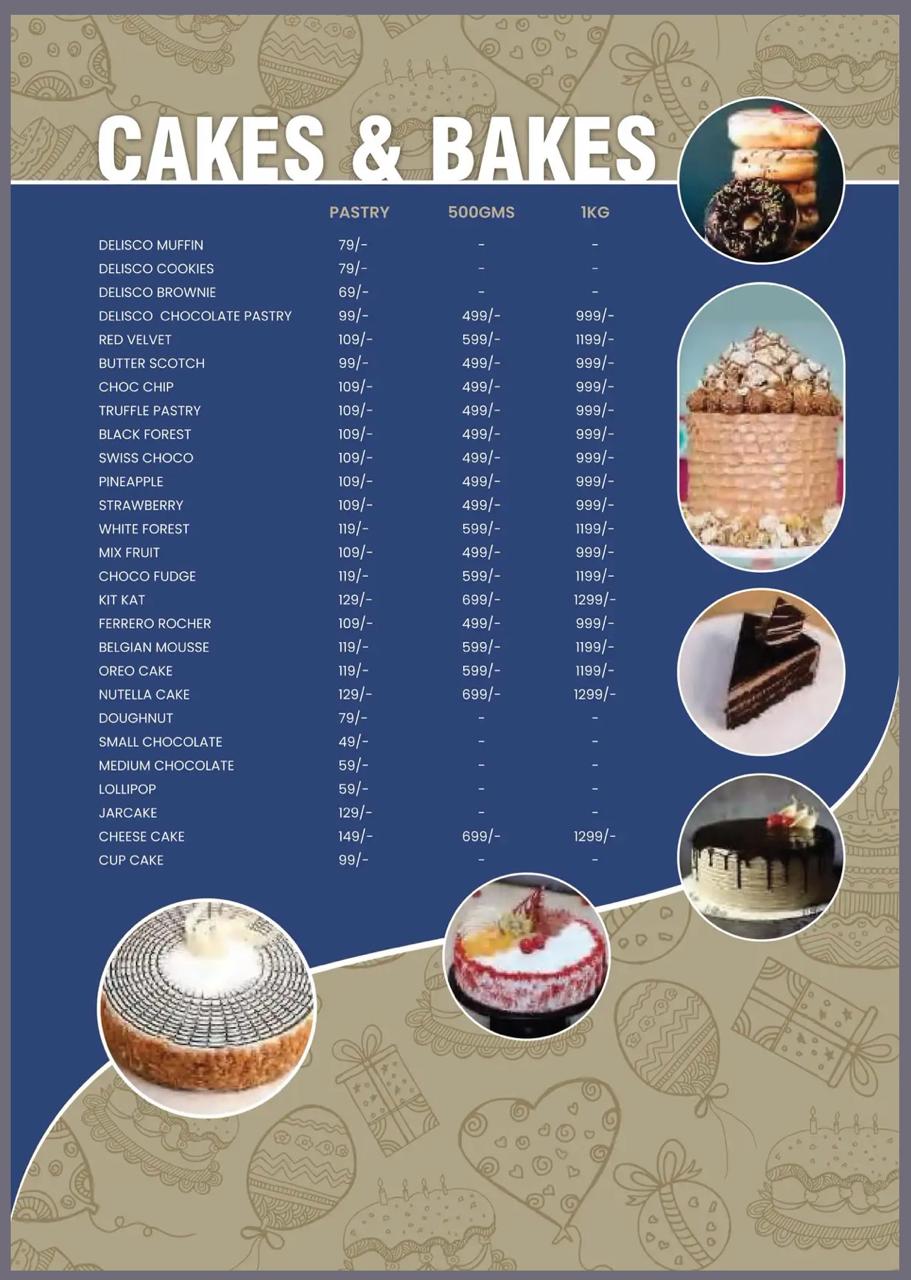 CAKES & BAKES
PASTRY 500GMS 1KG
DELISCO MUFFIN 79/- - -
DELISCO COOKIES 79/- - -
DELISCO BROWNIE 69/- - -
DELISCO CHOCOLATE PASTRY 99/- 499/- 999/-
RED VELVET 109/- 599/- 1199/-
BUTTER SCOTCH 99/- 499/- 999/-
CHOC CHIP 109/- 499/- 999/-
TRUFFLE PASTRY 109/- 499/- 999/-
BLACK FOREST 109/- 499/- 999/-
SWISS CHOCO 109/- 499/- 999/-
PINEAPPLE 109/- 499/- 999/-
STRAWBERRY 109/- 499/- 999/-
WHITE FOREST 119/- 599/- 1199/-
MIX FRUIT 109/- 499/- 999/-
CHOCO FUDGE 119/- 599/- 1199/-
KIT KAT 129/- 699/- 1299/-
FERRERO ROCHER 109/- 499/- 999/-
BELGIAN MOUSSE 119/- 599/- 1199/-
OREO CAKE 119/- 599/- 1199/-
NUTELLA CAKE 129/- 699/- 1299/-
DOUGHNUT 79/- - -
SMALL CHOCOLATE 49/- - -
MEDIUM CHOCOLATE 59/- - -
LOLLIPOP 59/- - -
JARCAKE 129/- - -
CHEESE CAKE 149/- 699/- 1299/-
CUP CAKE 99/- - -